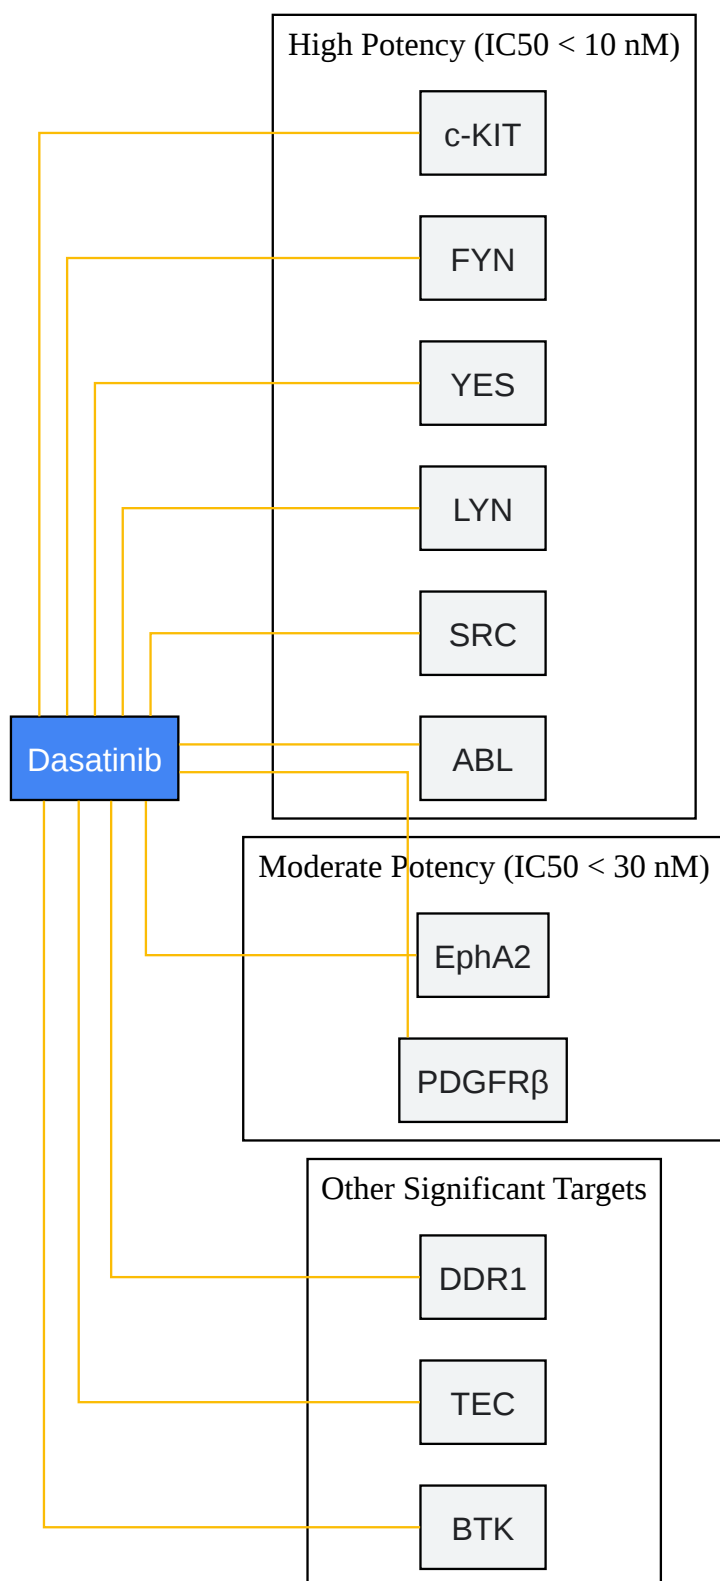 High Potency (IC50 < 10 nM)
c-KIT
FYN
YES
LYN
SRC
Dasatinib
ABL
Moderate Potency (IC50 < 30 nM)
EphA2
PDGFRβ
Other Significant Targets
DDR1
TEC
BTK